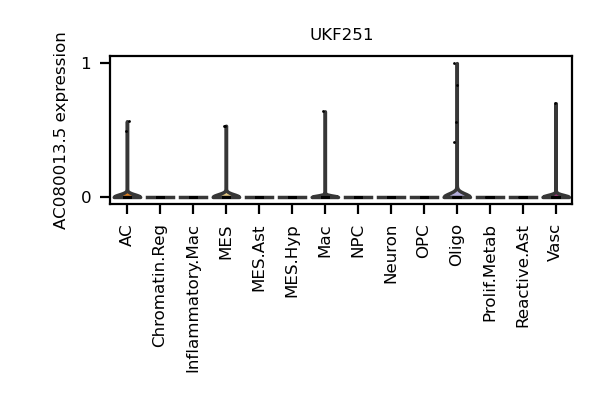 UKF251
AC080013.5 expression
1
0
AC
Chromatin.Reg
Inflammatory.Mac
MES
MES.Ast
MES.Hyp
Mac
NPC
Neuron
OPC
Oligo
Prolif.Metab
Reactive.Ast
Vasc